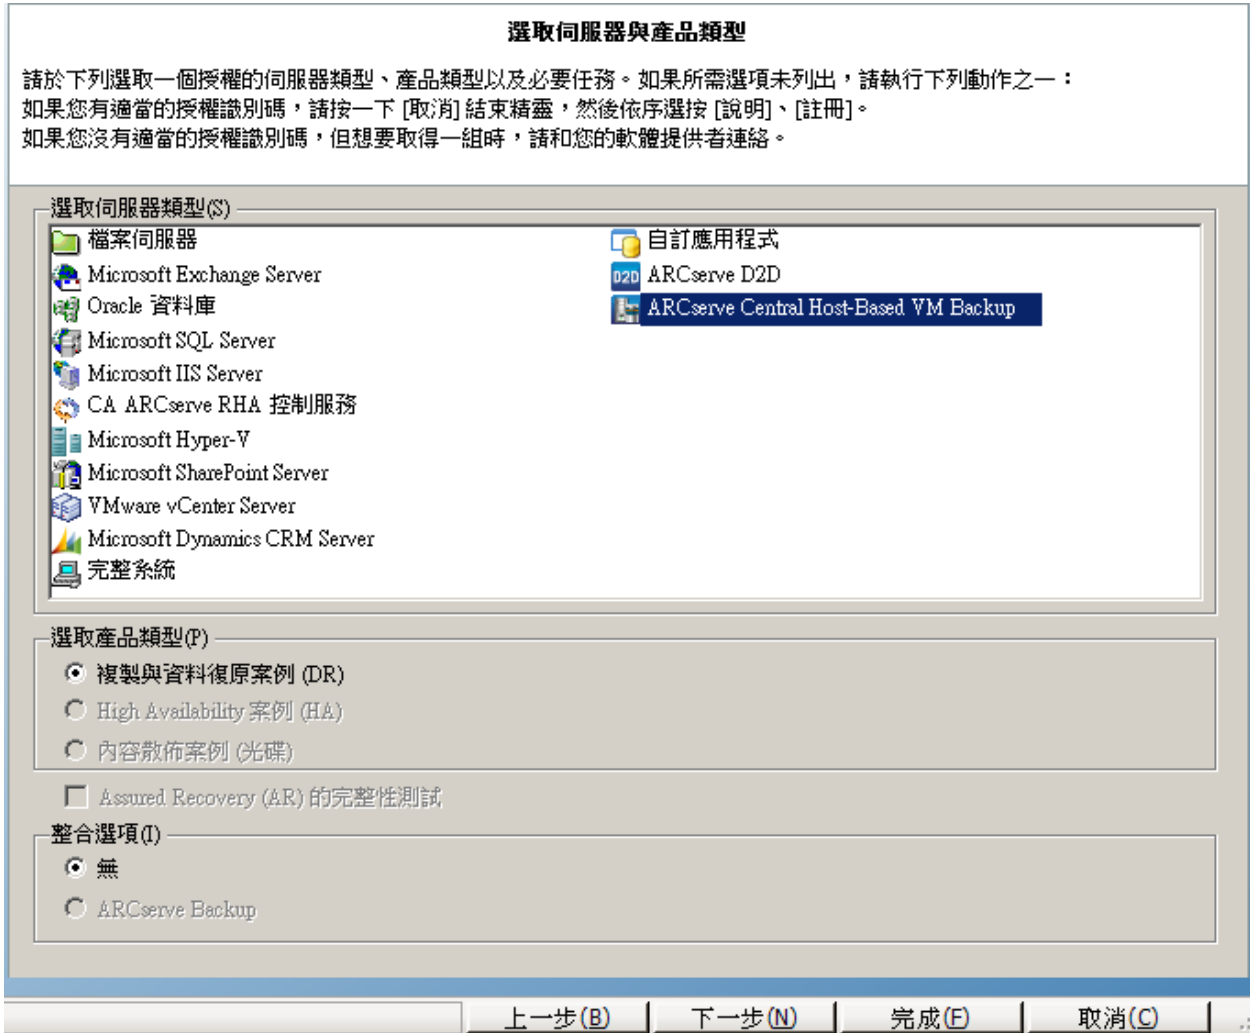 選取伺服器與產品類型
請於下列選取一個授權的伺服器類型、產品類型以及必要任務。如果所需選項未列出，請執行下列動作之一：
如果您有適當的授權識別碼，請按一下 [取消] 結束精靈，然後依序選按 [說明]、[註冊]。
如果您沒有適當的授權識別碼，但想要取得一組時，請和您的軟體提供者連絡。
選取伺服器類型(S)
檔案伺服器
Microsoft Exchange Server
Oracle 資料庫
Microsoft SQL Server
Microsoft IIS Server
CA ARCserve RHA 控制服務
Microsoft Hyper-V
Microsoft SharePoint Server
VMware vCenter Server
Microsoft Dynamics CRM Server
完整系統
自訂應用程式
D2D ARCserve D2D
ARCserve Central Host-Based VM Backup
選取產品類型(P)
複製與資料復原案例 (DR)
High Availability 案例 (HA)
內容散佈案例 (光碟)
Assured Recovery (AR) 的完整性測試
整合選項(I)
無
ARCserve Backup
上一步(B) 下一步(N) 完成(F) 取消(C)